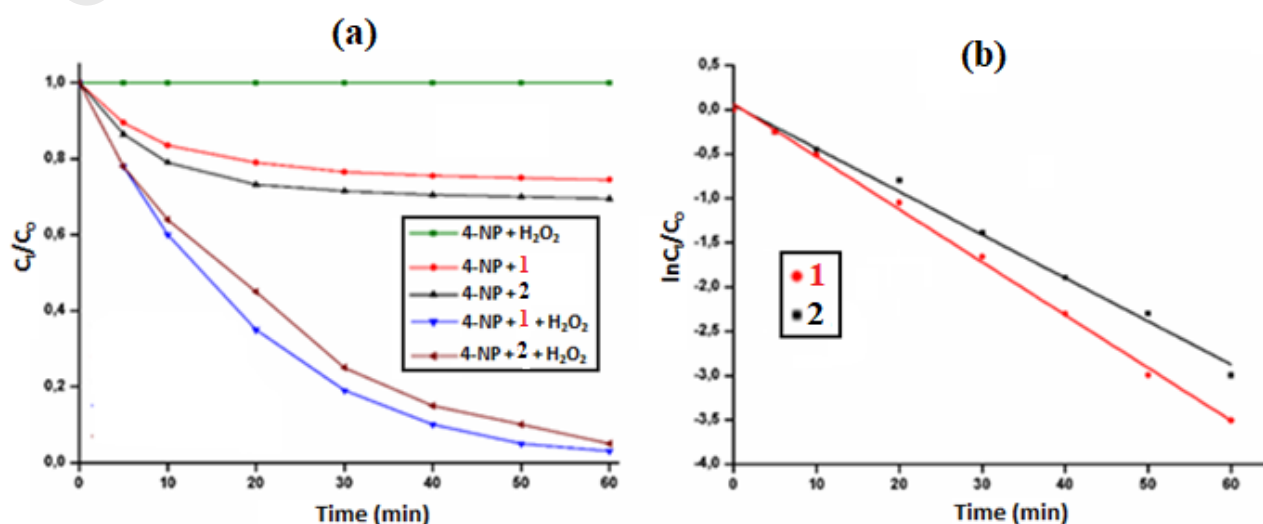 (a)
1,0
0,8
0,6
0,4
0,2
0,0
0 10 20 30 40 50 60
Cₜ/C₀
Time (min)
4-NP + H₂O₂
4-NP + 1
4-NP + 2
4-NP + 1 + H₂O₂
4-NP + 2 + H₂O₂
(b)
0,5
0,0
-0,5
-1,0
-1,5
-2,0
-2,5
-3,0
-3,5
-4,0
0 10 20 30 40 50 60
lnCₜ/C₀
Time (min)
1
2